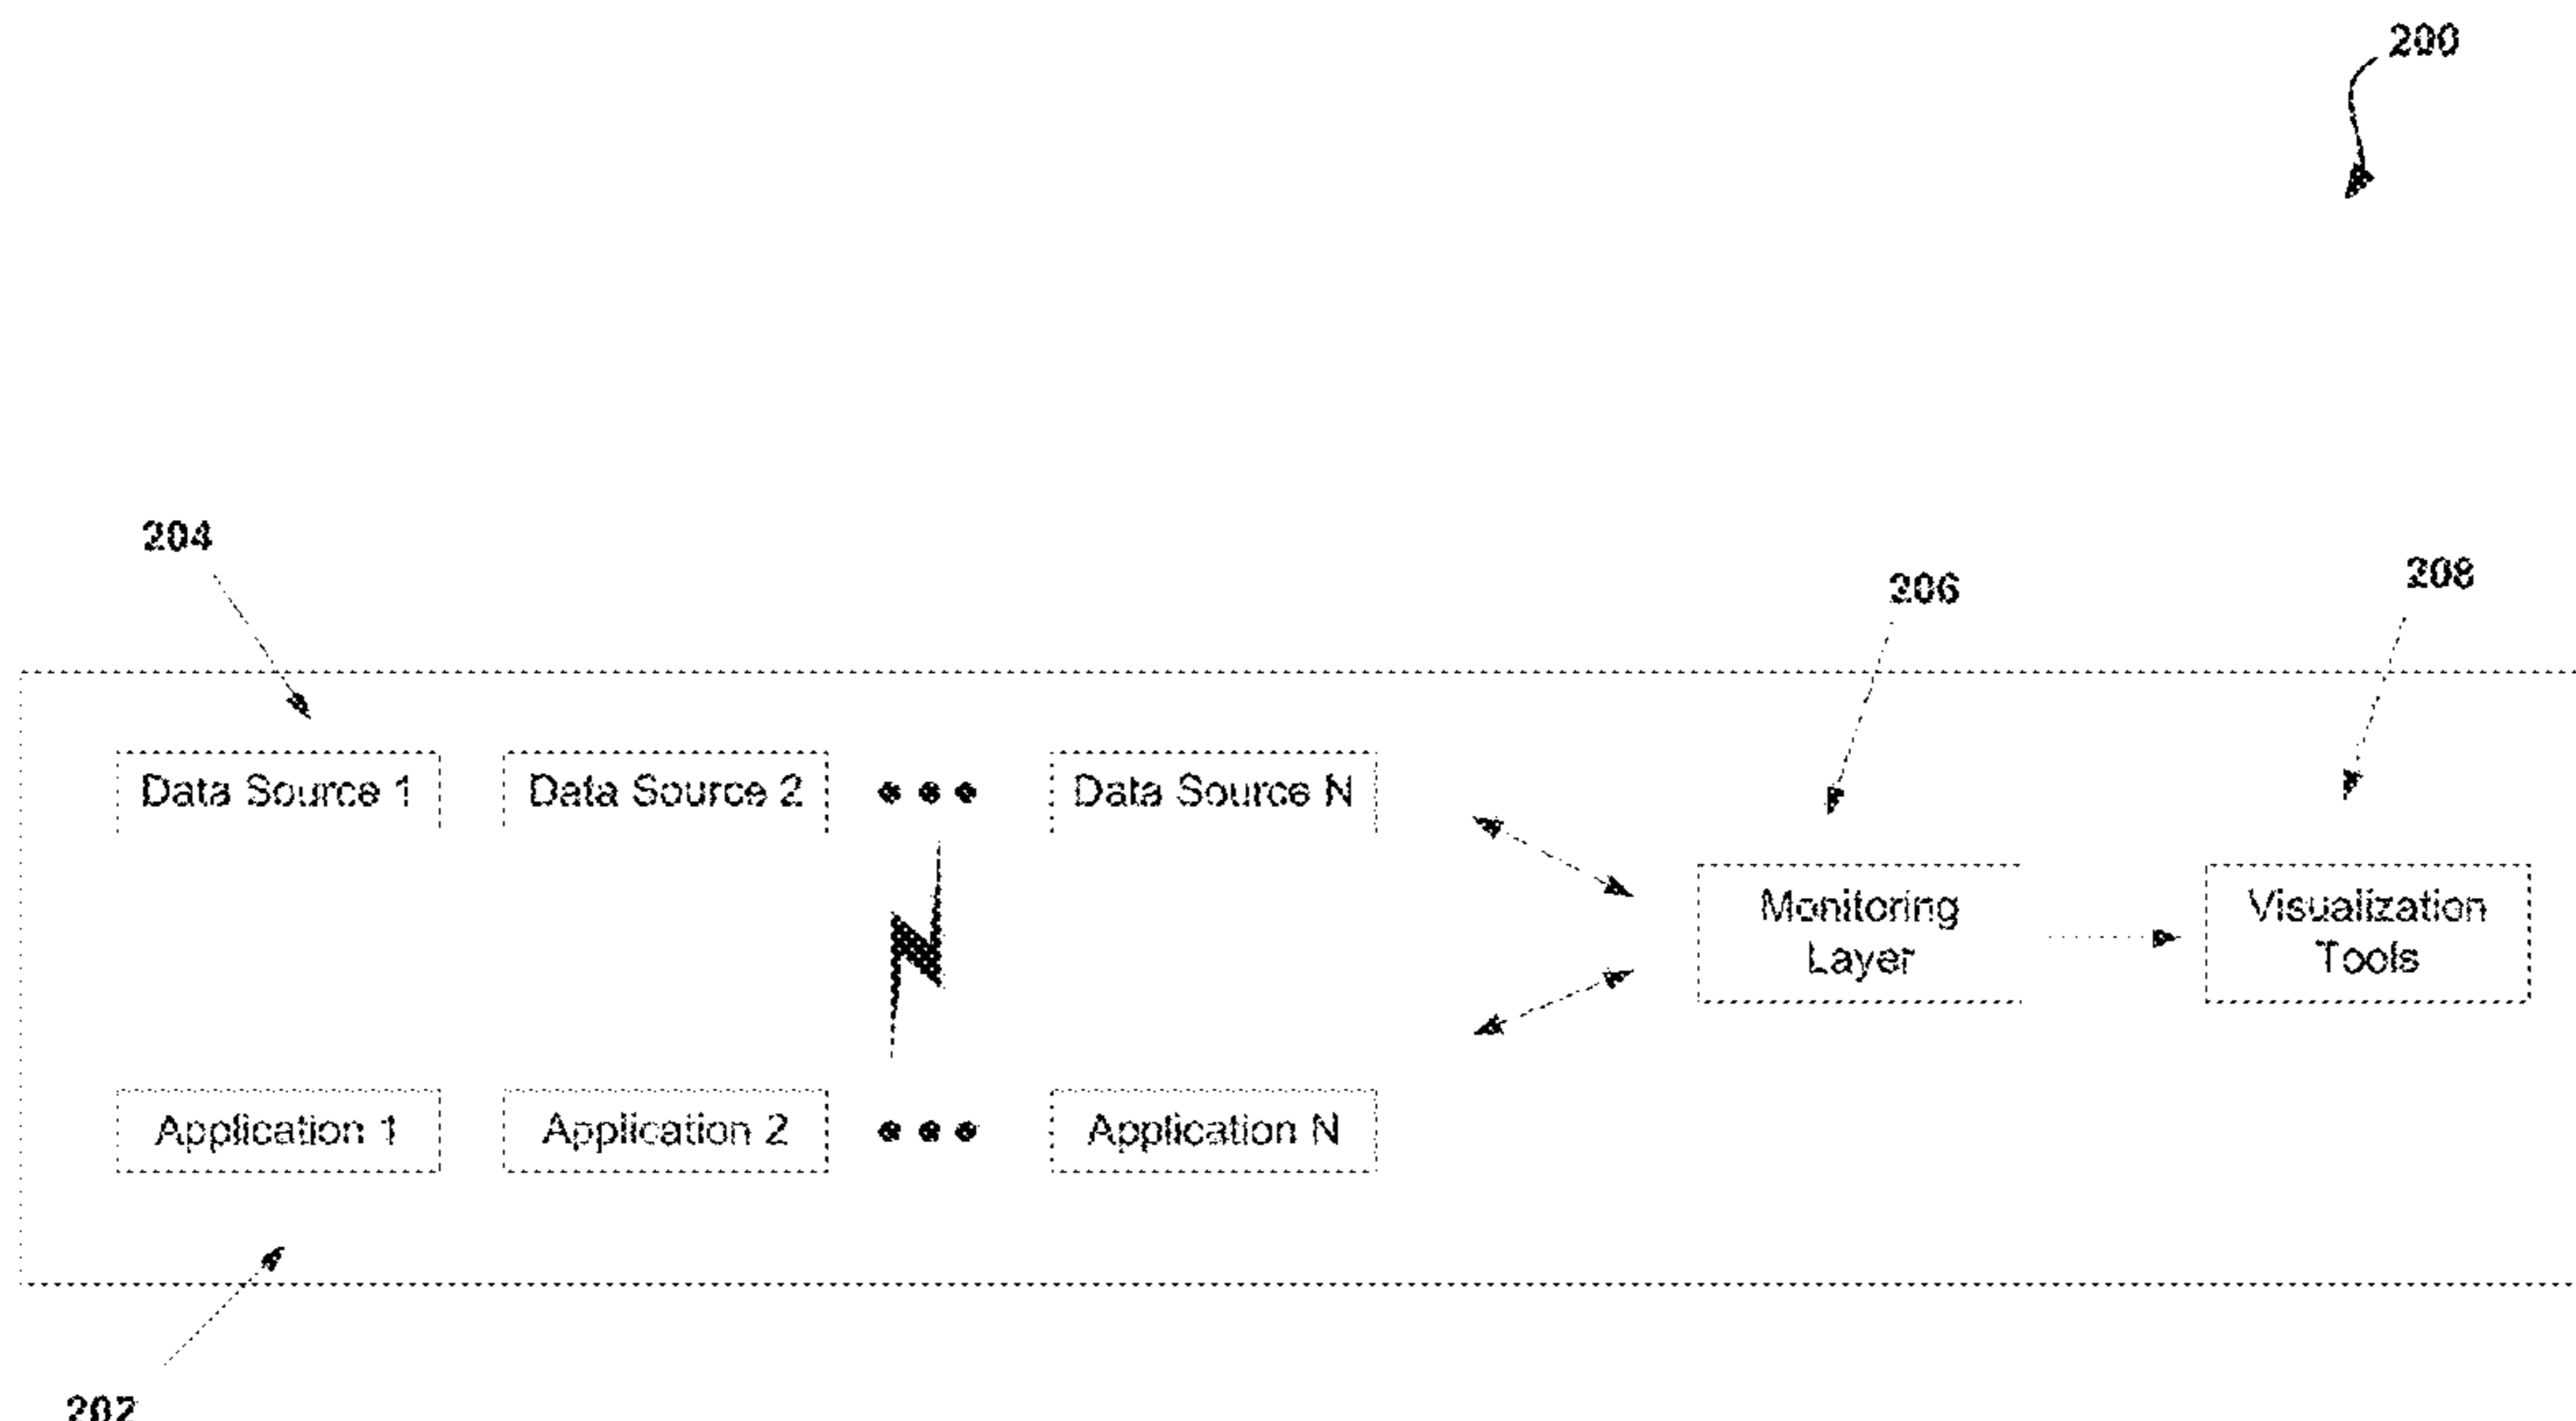 200
204
206
208
Data Source 1
Data Source 2
Data Source N
Monitoring
Layer
Visualization
Tools
Application 1
Application 2
Application N
202